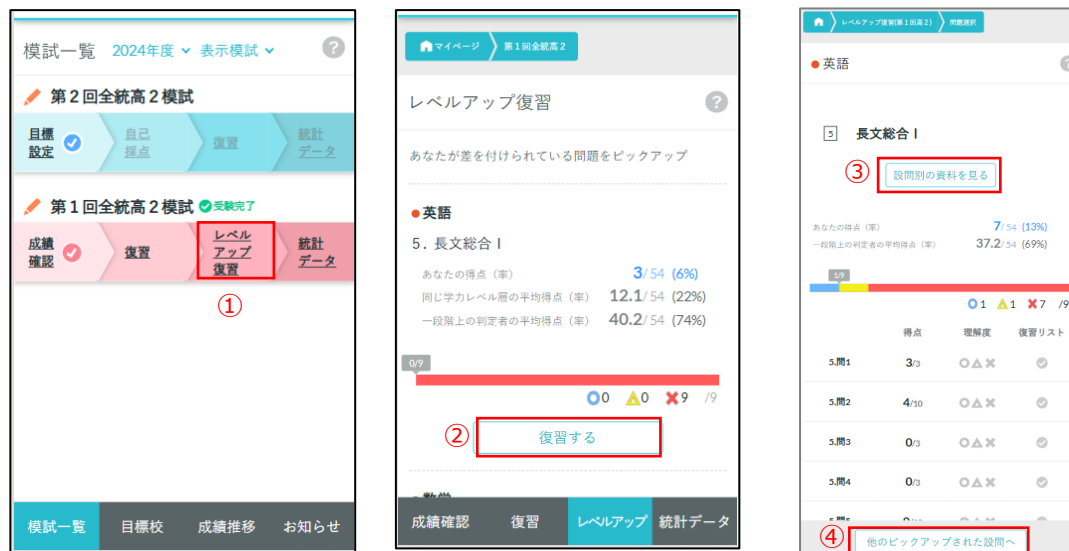 模試一覧 2024年度 表示模試 ?
第2回全統高2模試
目標設定 自己採点 復習 統計データ
第1回全統高2模試 受験完了
成績確認 復習 レベルアップ復習 統計データ
①
模試一覧 目標校 成績推移 お知らせ
マイページ 第1回全統高2
レベルアップ復習 ?
あなたが差を付けられている問題をピックアップ
●英語
5. 長文総合Ⅰ
あなたの得点(率) 3/54 (6%)
同じ学力レベル層の平均得点(率) 12.1/54 (22%)
一段階上の判定者の平均得点(率) 40.2/54 (74%)
0/9
0 0 9 /9
② 復習する
成績確認 復習 レベルアップ 統計データ
レベルアップ復習(第1回高2) 問題選択
●英語 ?
5 長文総合Ⅰ
③ 設問別の資料を見る
あなたの得点(率) 7/54 (13%)
一段階上の判定者の平均得点(率) 37.2/54 (69%)
1/9
1 1 7 /9
得点 理解度 復習リスト
5.問1 3/3
5.問2 4/10
5.問3 0/3
5.問4 0/3
④ 他のピックアップされた設問へ